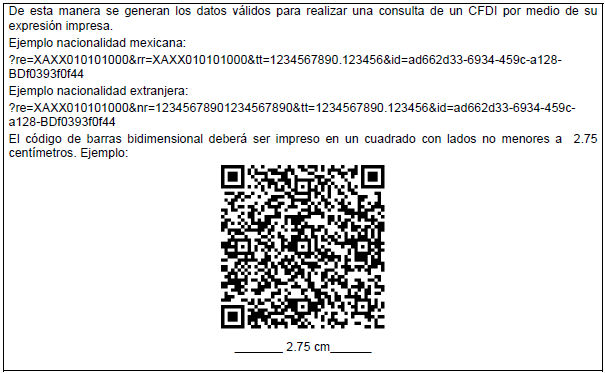 De esta manera se generan los datos válidos para realizar una consulta de un CFDI por medio de su
expresión impresa.
Ejemplo nacionalidad mexicana:
?re=XAXX010101000&rr=XAXX010101000&tt=1234567890.123456&id=ad662d33-6934-459c-a128-
BDf0393f0f44
Ejemplo nacionalidad extranjera:
?re=XAXX010101000&nr=12345678901234567890&tt=1234567890.123456&id=ad662d33-6934-459c-
a128-BDf0393f0f44
El código de barras bidimensional deberá ser impreso en un cuadrado con lados no menores a 2.75
centímetros. Ejemplo:
_______ 2.75 cm______